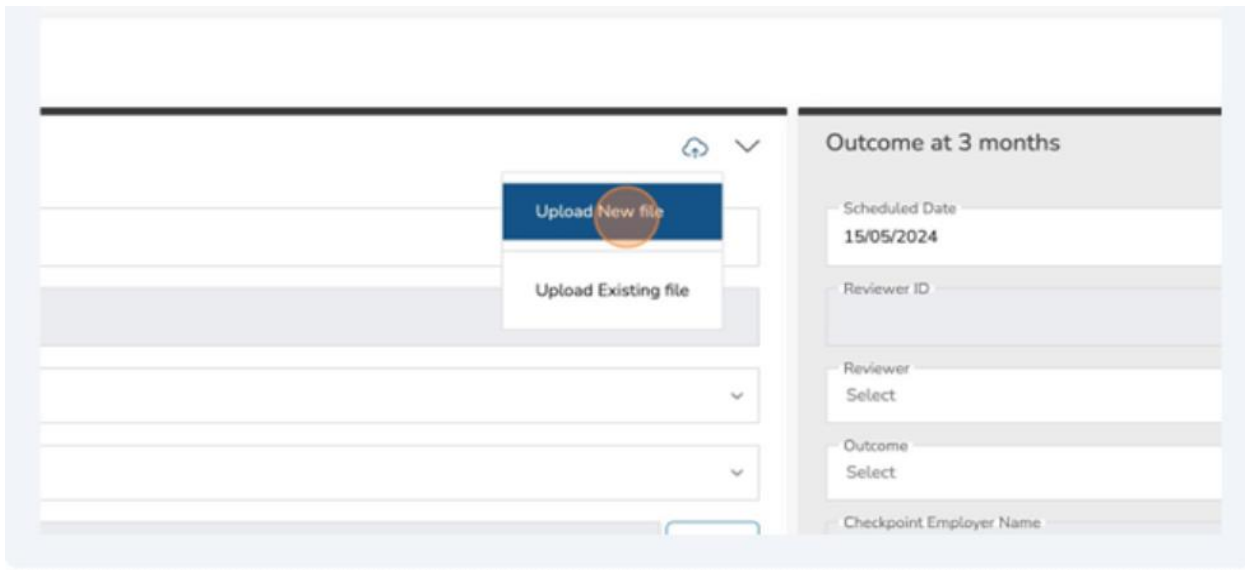 Upload New file
Upload Existing file
Outcome at 3 months
Scheduled Date
15/05/2024
Reviewer ID
Reviewer
Select
Outcome
Select
Checkpoint Employer Name